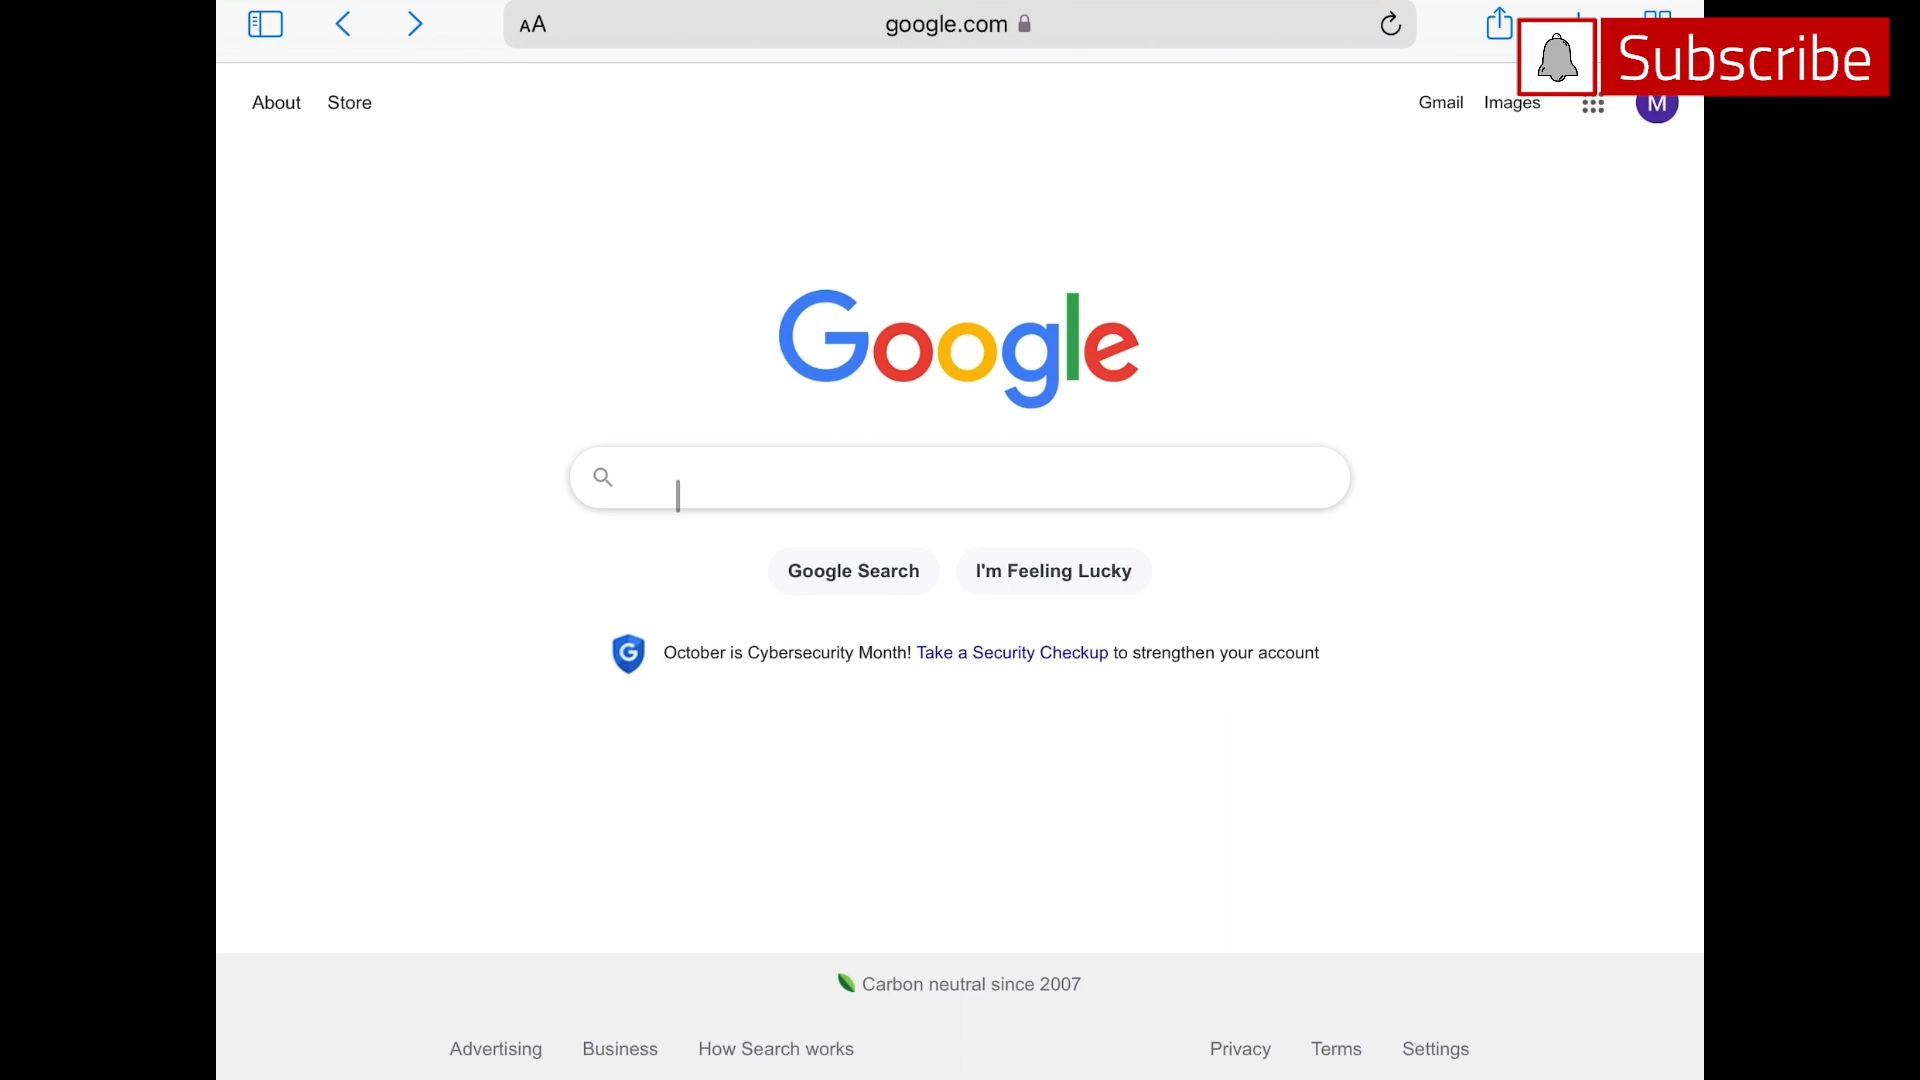 AA
google.com
Subscribe
About Store
Gmail Images
M
Google
Google Search I'm Feeling Lucky
G
October is Cybersecurity Month! Take a Security Checkup to strengthen your account
Carbon neutral since 2007
Advertising Business How Search works
Privacy Terms Settings